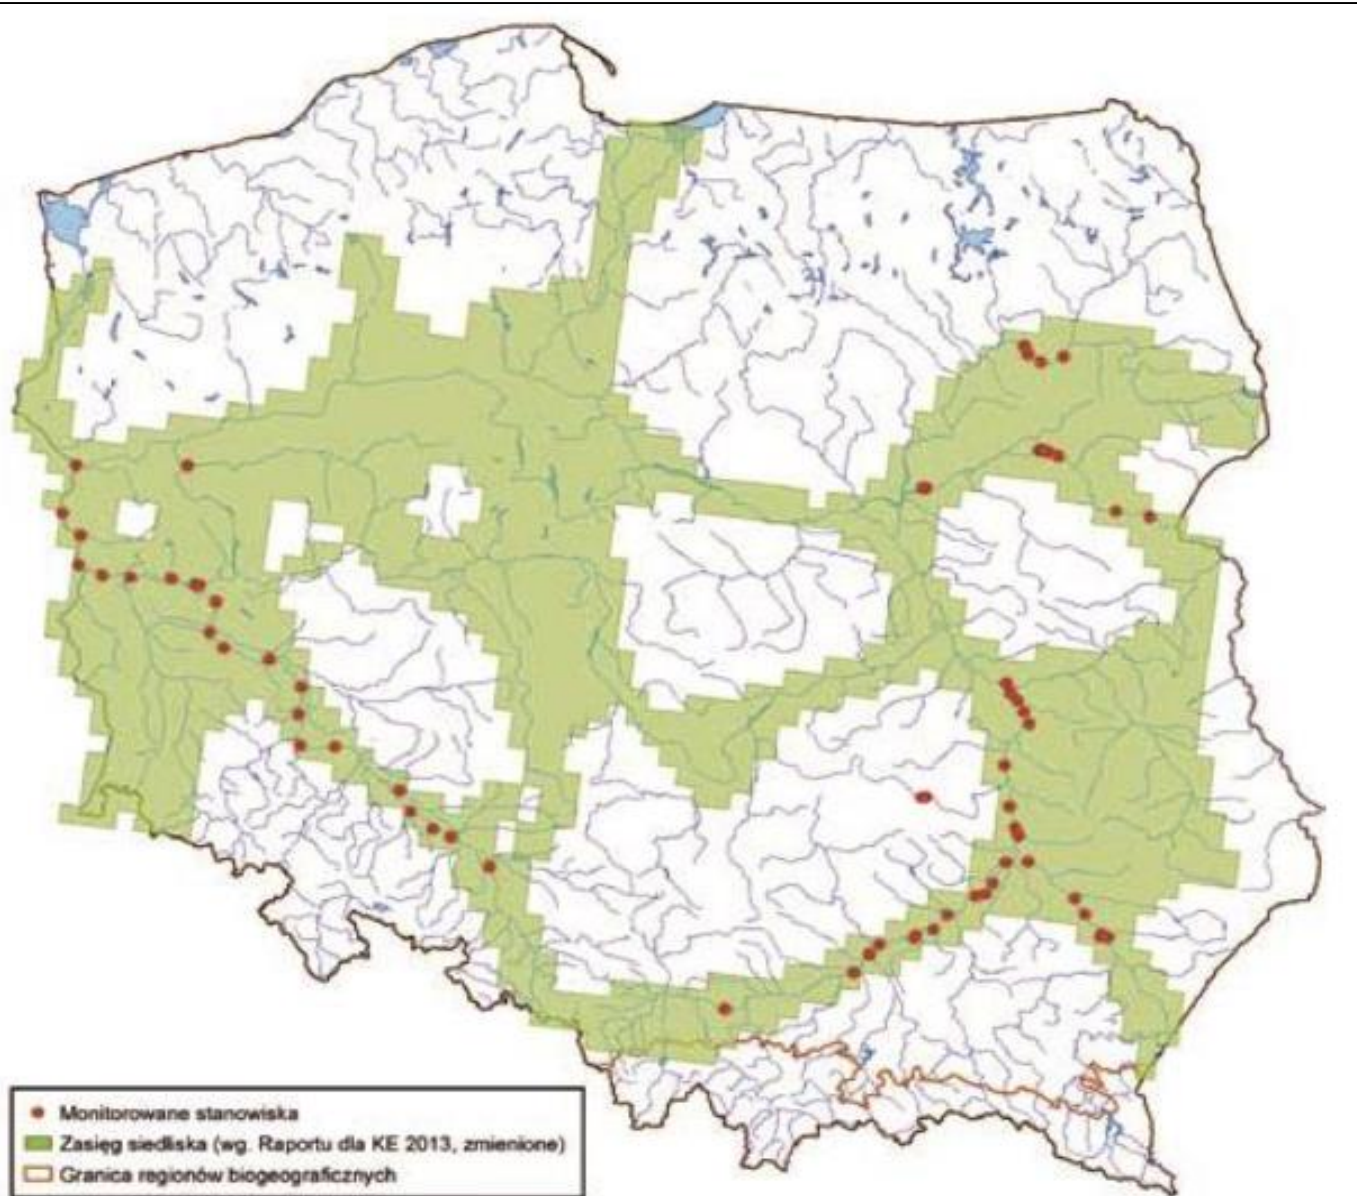 Monitorowane stanowiska
Zasięg siedliska (wg. Raportu dla KE 2013, zmienione)
Granica regionów biogeograficznych